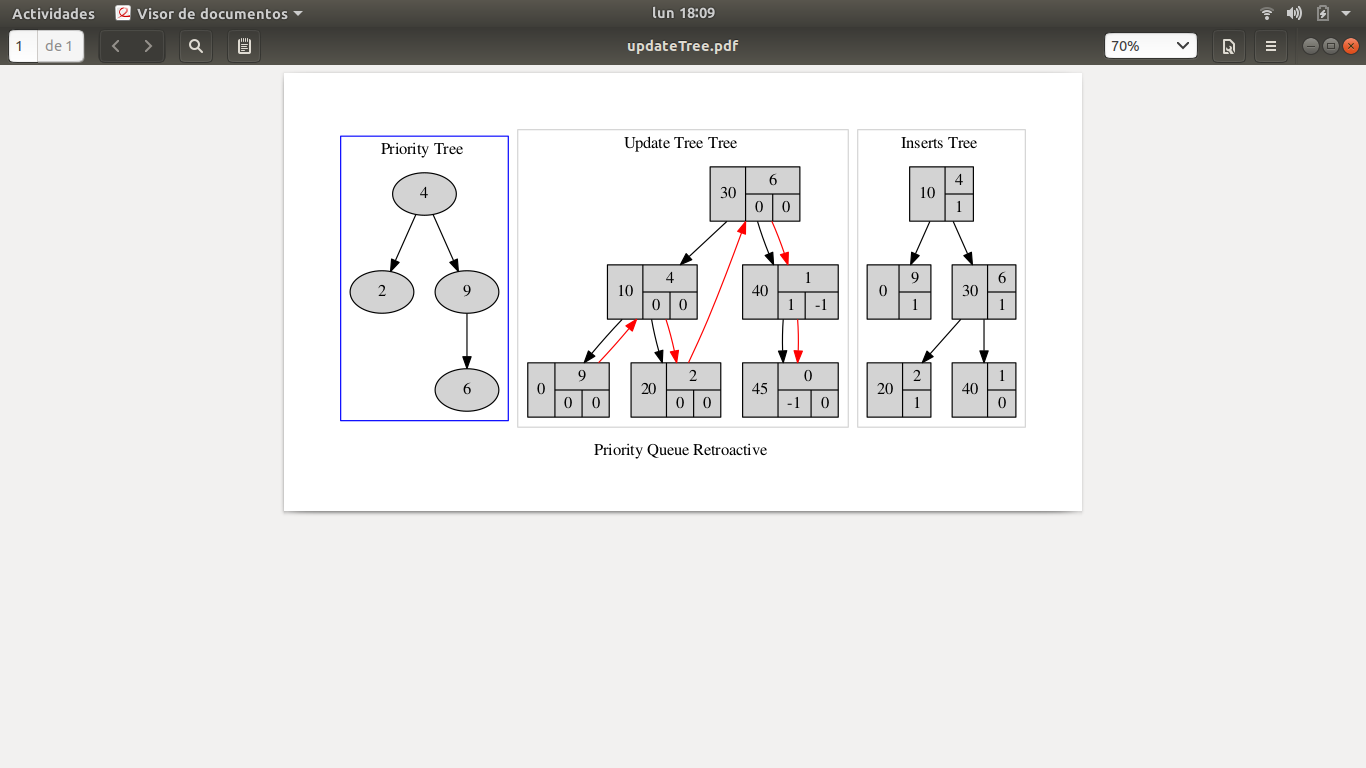 Actividades Visor de documentos lun 18:09
1 de 1 updateTree.pdf 70%
Priority Tree
4
2 9
6
Update Tree Tree
30 6 0 0
10 4 0 0 40 1 1 -1
0 9 0 0 20 2 0 0 45 0 -1 0
Inserts Tree
10 4 1
0 9 1 30 6 1
20 2 1 40 1 0
Priority Queue Retroactive